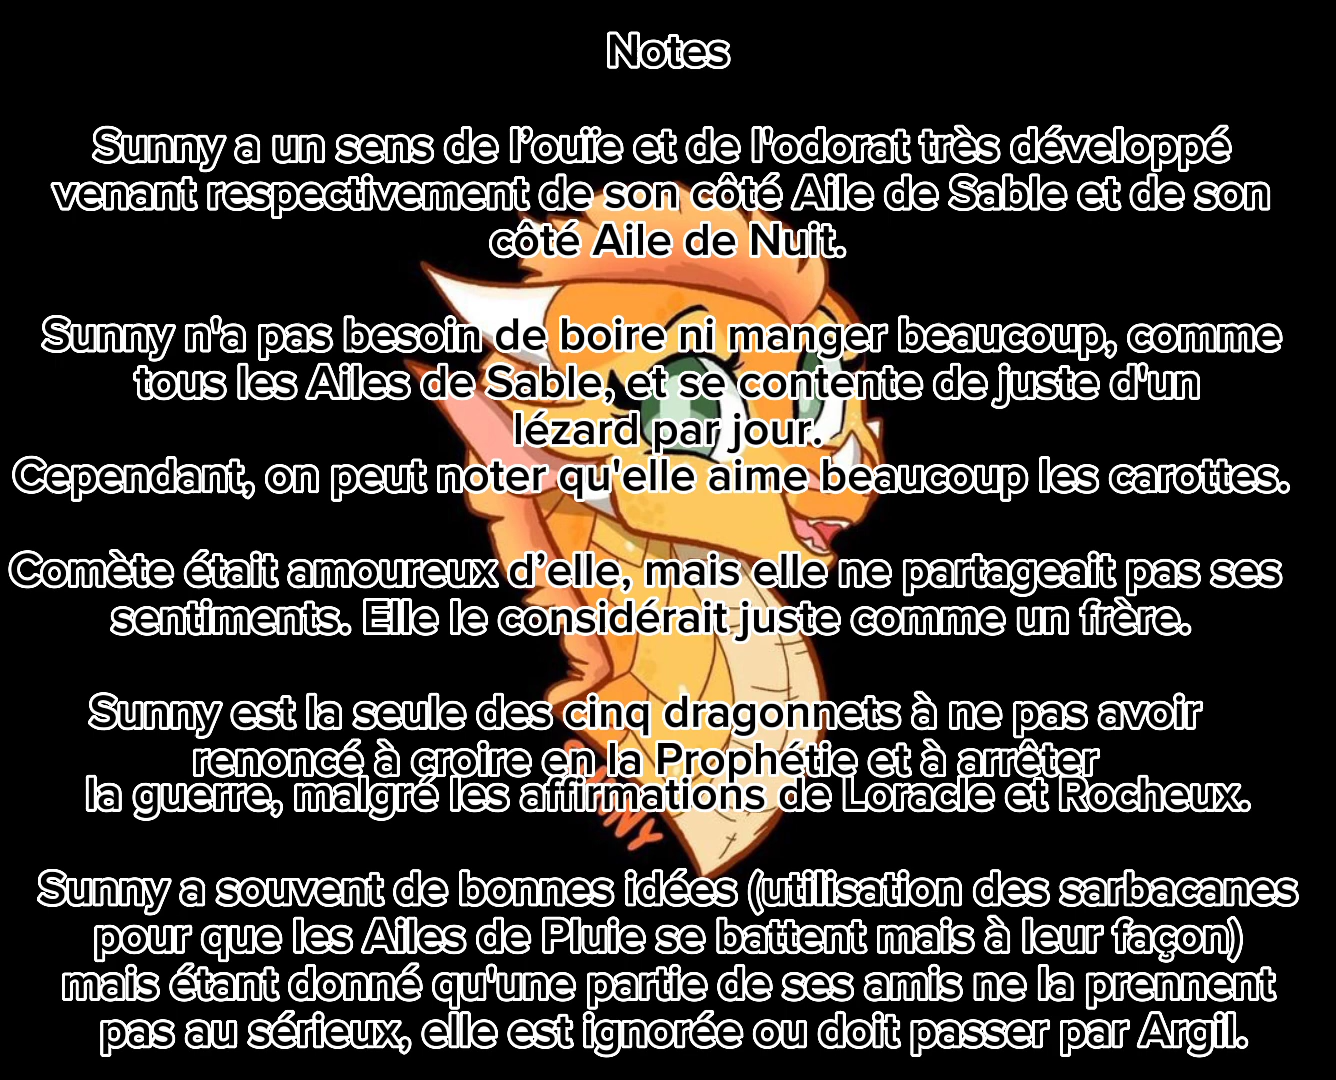 Notes
Sunny a un sens de l’ouïe et de l'odorat très développé
venant respectivement de son côté Aile de Sable et de son
côté Aile de Nuit.
Sunny n'a pas besoin de boire ni manger beaucoup, comme
tous les Ailes de Sable, et se contente de juste d'un
lézard par jour.
Cependant, on peut noter qu'elle aime beaucoup les carottes.
Comète était amoureux d’elle, mais elle ne partageait pas ses
sentiments. Elle le considérait juste comme un frère.
Sunny est la seule des cinq dragonnets à ne pas avoir
renoncé à croire en la Prophétie et à arrêter
la guerre, malgré les affirmations de Loracle et Rocheux.
Sunny a souvent de bonnes idées (utilisation des sarbacanes
pour que les Ailes de Pluie se battent mais à leur façon)
mais étant donné qu'une partie de ses amis ne la prennent
pas au sérieux, elle est ignorée ou doit passer par Argil.